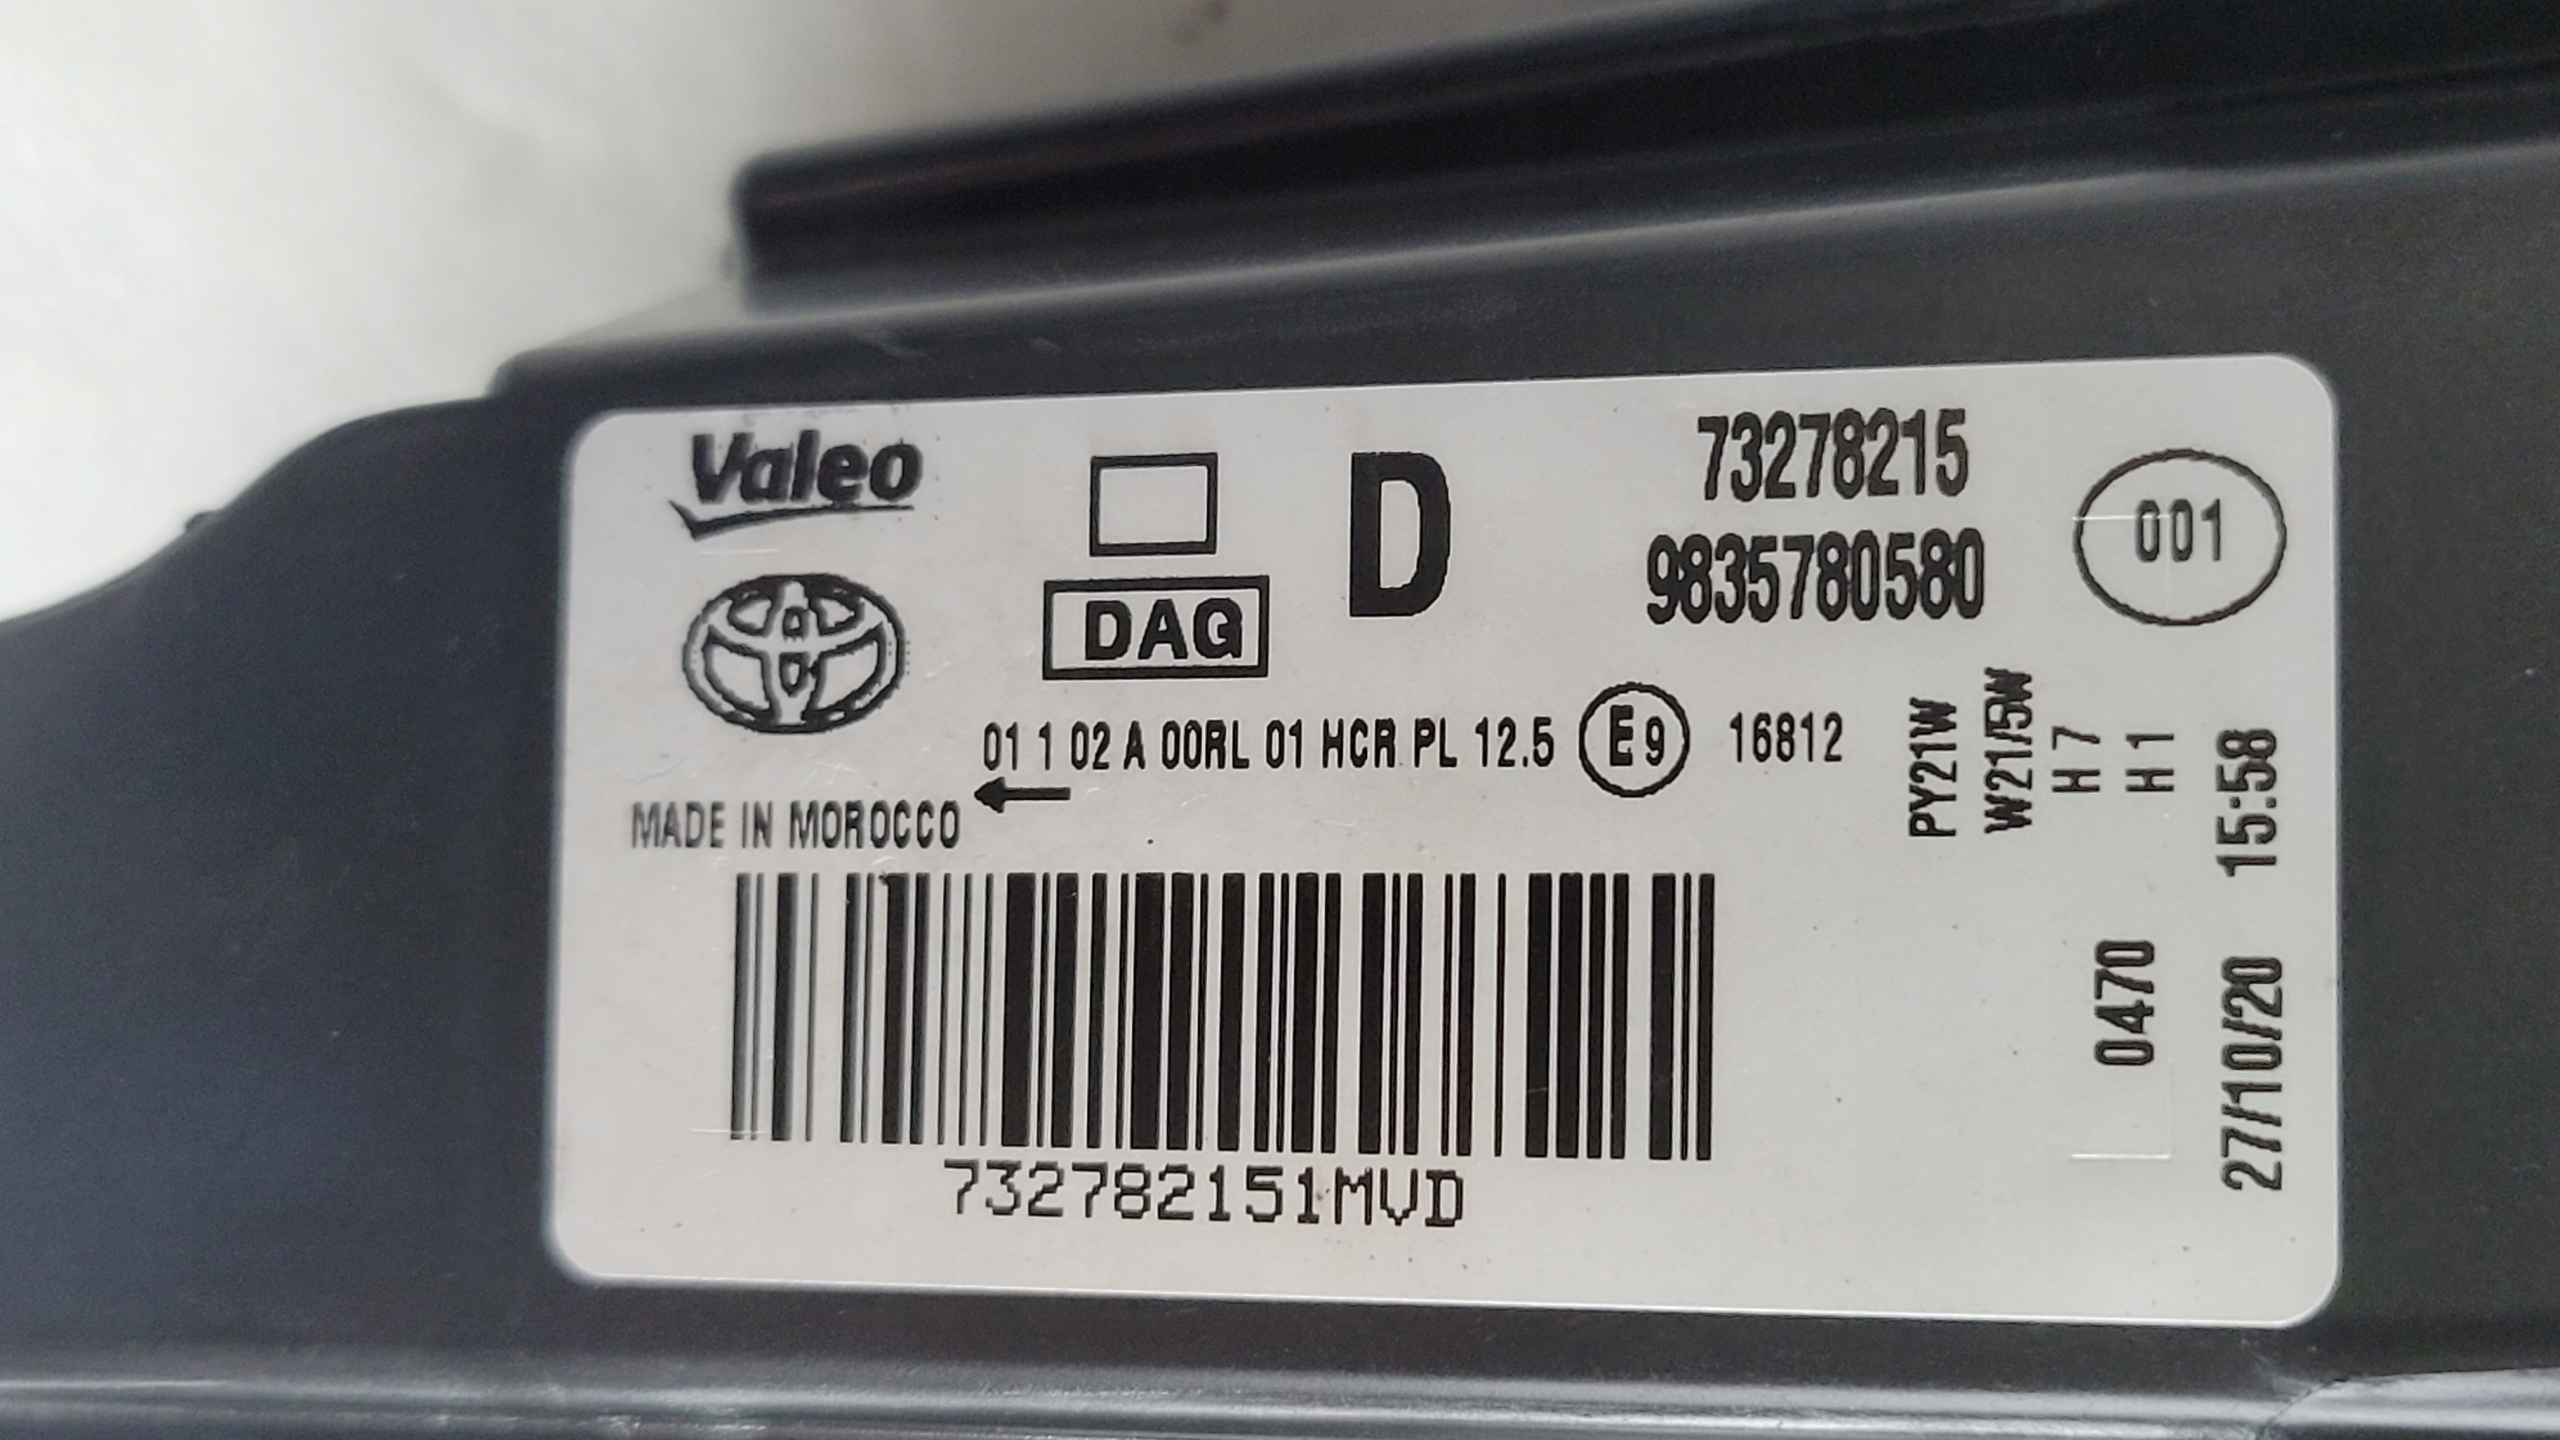 Valeo
DAG
D
73278215
9835780580
001
01 1 02 A 00RL 01 HCR PL 12.5 E9 16812
MADE IN MOROCCO
PY21W
W21/5W
H7
H1
0470
27/10/20 15:58
732782151MVD